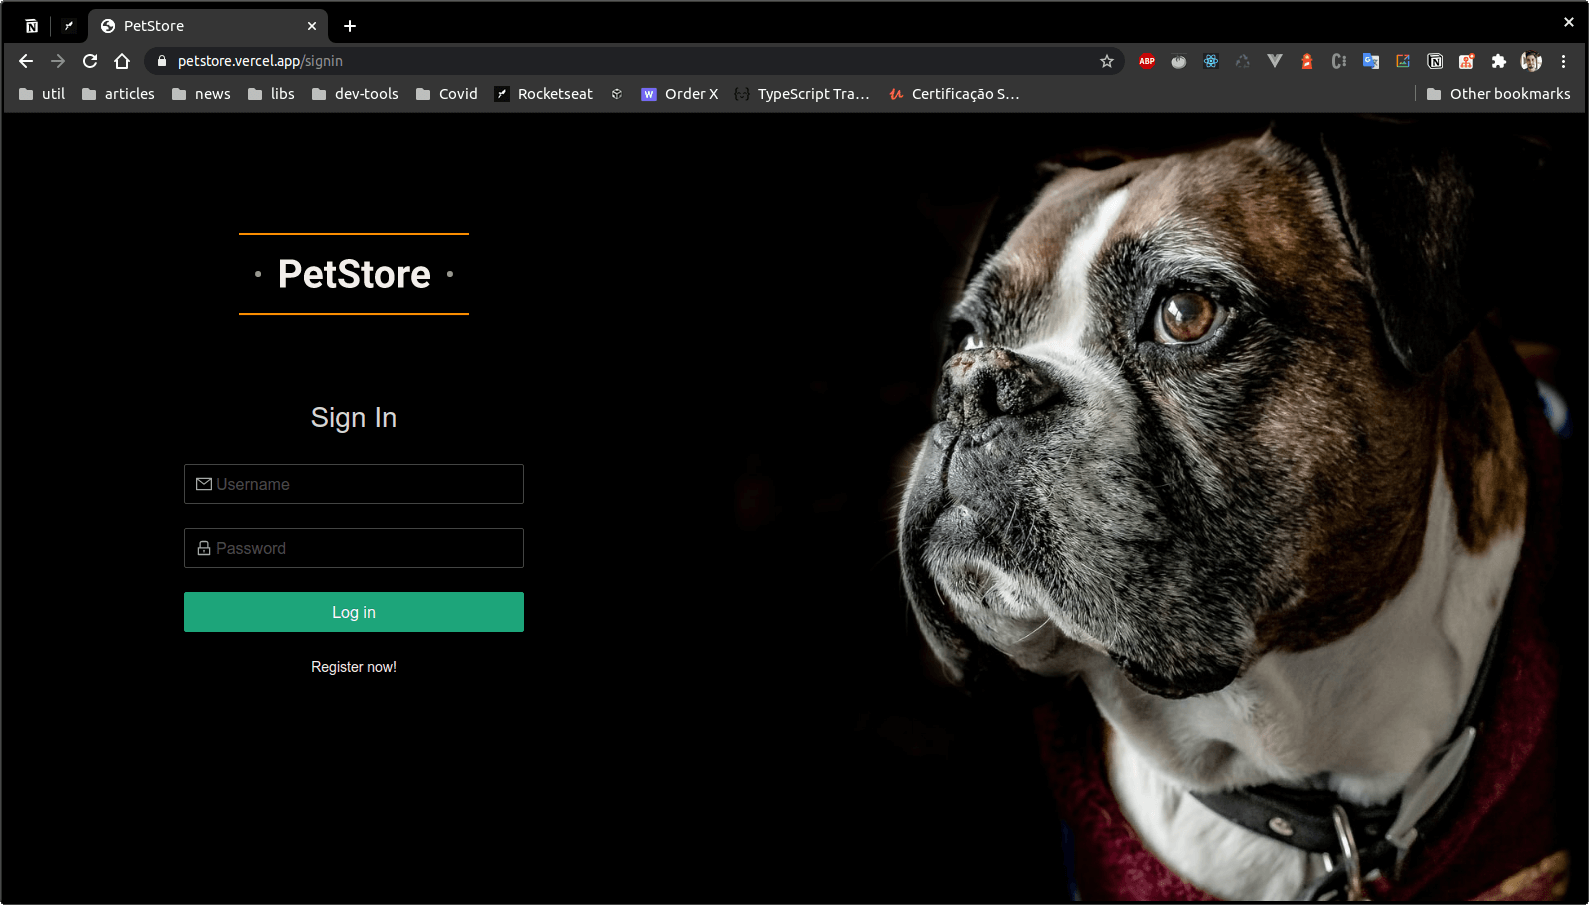 PetStore
petstore.vercel.app/signin
ABP
util articles news libs dev-tools Covid Rocketseat Order X TypeScript Tra… Certificação S… Other bookmarks
PetStore
Sign In
Username
Password
Log in
Register now!